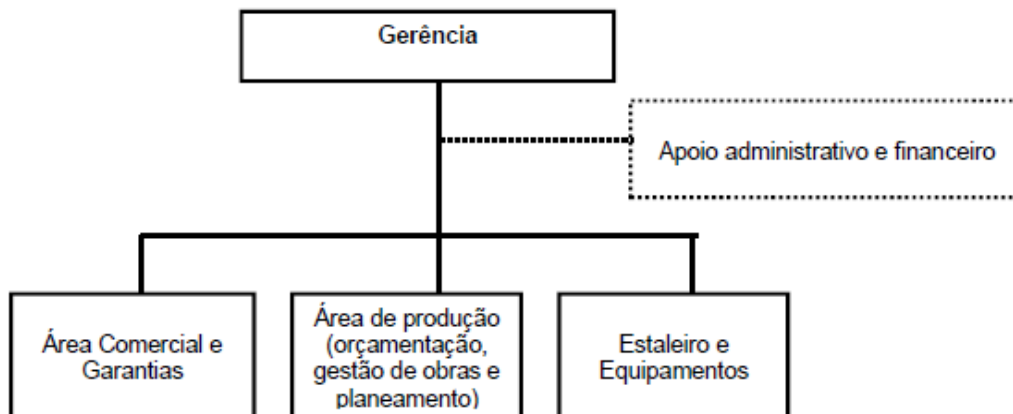 Gerência
Apoio administrativo e financeiro
Área Comercial e
Garantias
Área de produção
(orçamentação,
gestão de obras e
planeamento)
Estaleiro e
Equipamentos